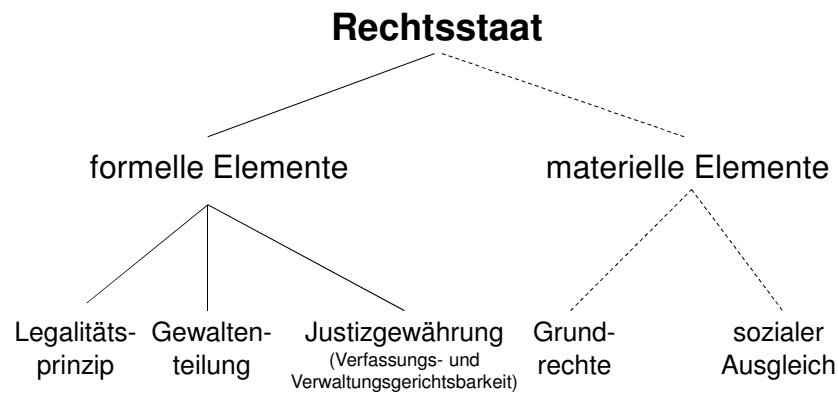 Rechtsstaat
formelle Elemente
materielle Elemente
Legalitäts-
prinzip
Gewalten-
teilung
Justizgewährung
(Verfassungs- und
Verwaltungsgerichtsbarkeit)
Grund-
rechte
sozialer
Ausgleich